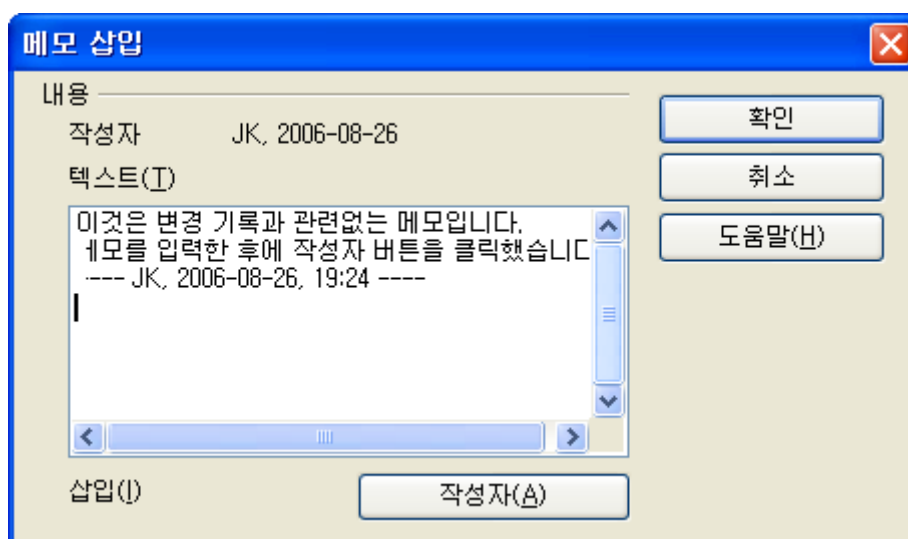 메모 삽입
내용
작성자 JK, 2006-08-26
텍스트(T)
이것은 변경 기록과 관련없는 메모입니다.
를 입력한 후에 작성자 버튼을 클릭했습니
---- JK, 2006-08-26, 19:24 ----
삽입(I)
작성자(A)
확인
취소
도움말(H)